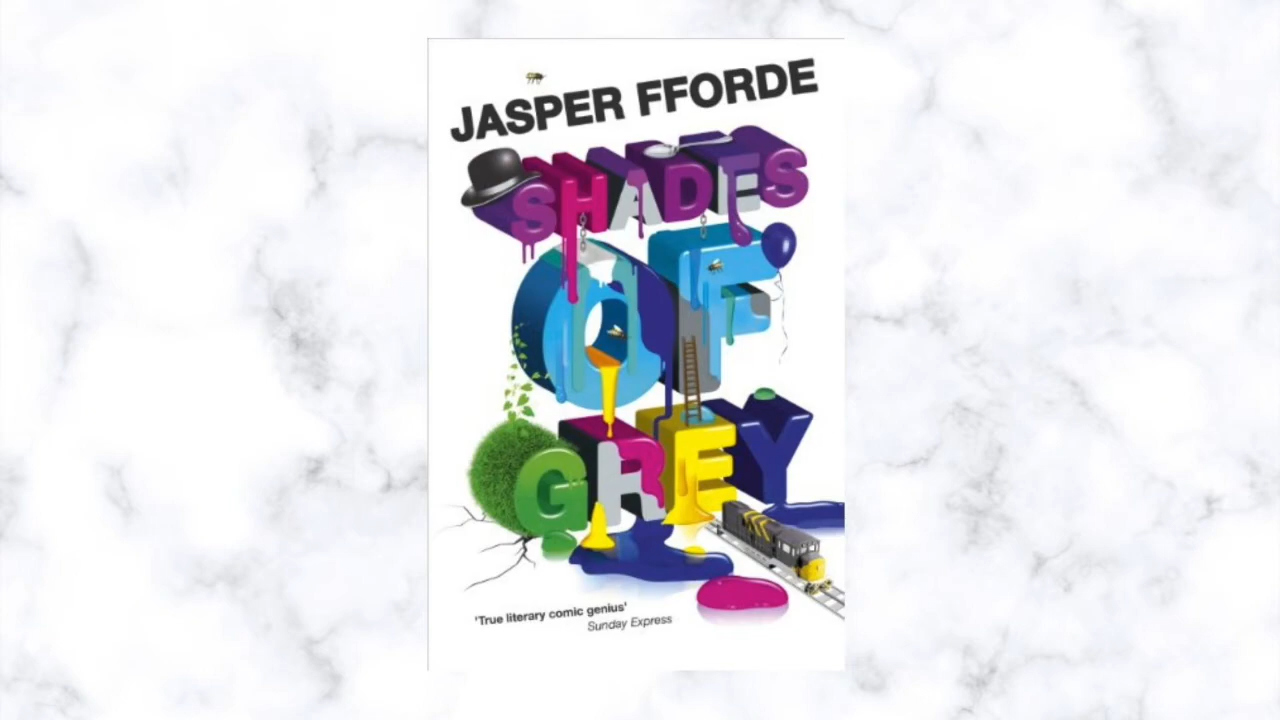 JASPER FFORDE
SHADES
OF
GREY
'True literary comic genius'
Sunday Express